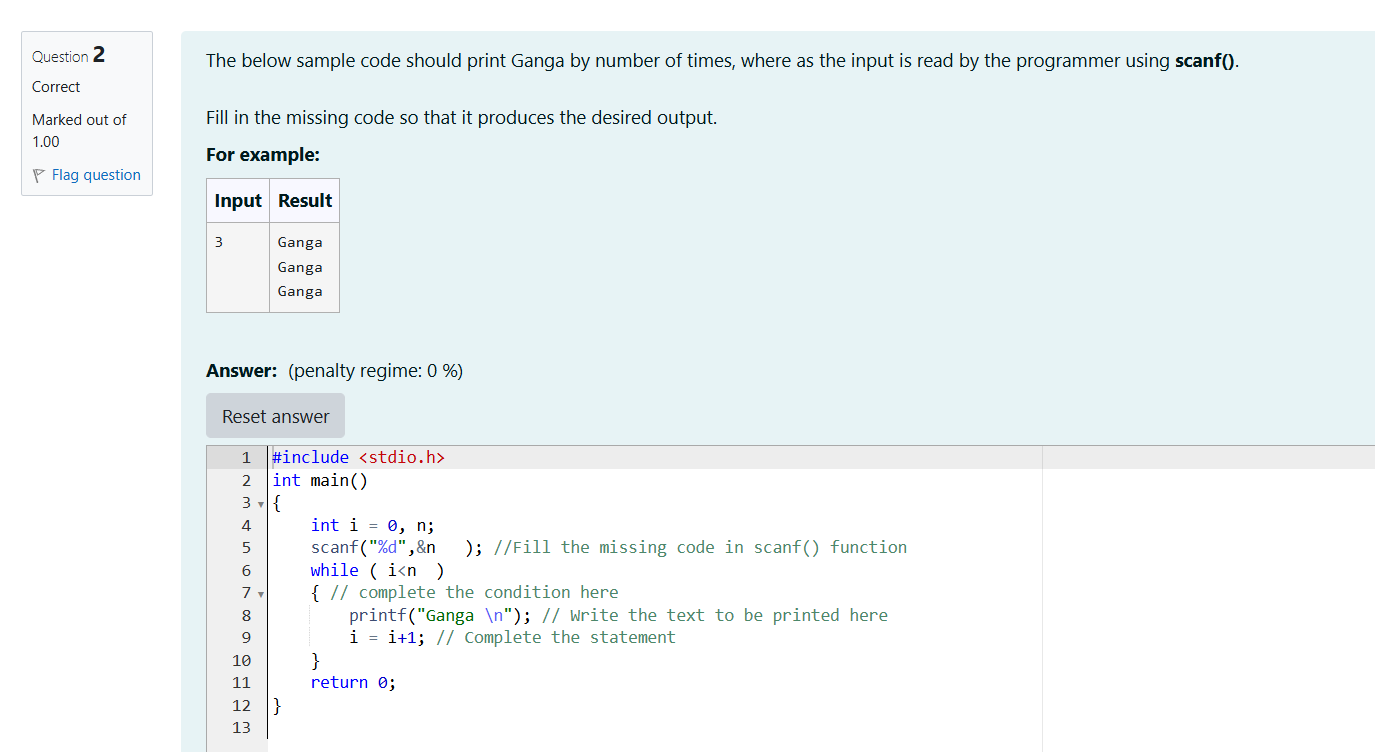 Question 2
Correct
Marked out of
1.00
Flag question
The below sample code should print Ganga by number of times, where as the input is read by the programmer using scanf().
Fill in the missing code so that it produces the desired output.
For example:
Input Result
3 Ganga
Ganga
Ganga
Answer: (penalty regime: 0 %)
Reset answer
1 #include <stdio.h>
2 int main()
3 {
4 int i = 0, n;
5 scanf("%d",&n   ); //Fill the missing code in scanf() function
6 while ( i<n  )
7 { // complete the condition here
8 printf("Ganga \n"); // Write the text to be printed here
9 i = i+1; // Complete the statement
10 }
11 return 0;
12 }
13